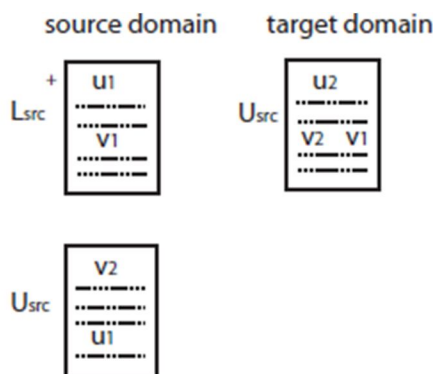 source domain target domain
+ u1 u2
Lsrc Usrc
v1 v2 v1
v2
Usrc
u1